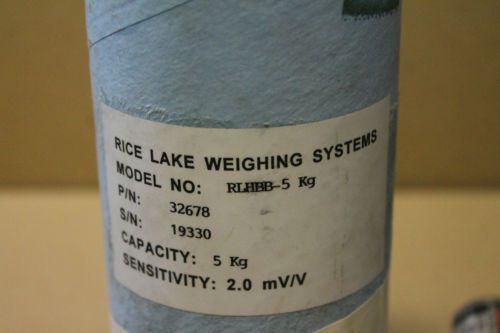 RICE LAKE WEIGHING SYSTEMS
MODEL NO: RLHBB-5 Kg
P/N: 32678
S/N: 19330
CAPACITY: 5 Kg
SENSITIVITY: 2.0 mV/V